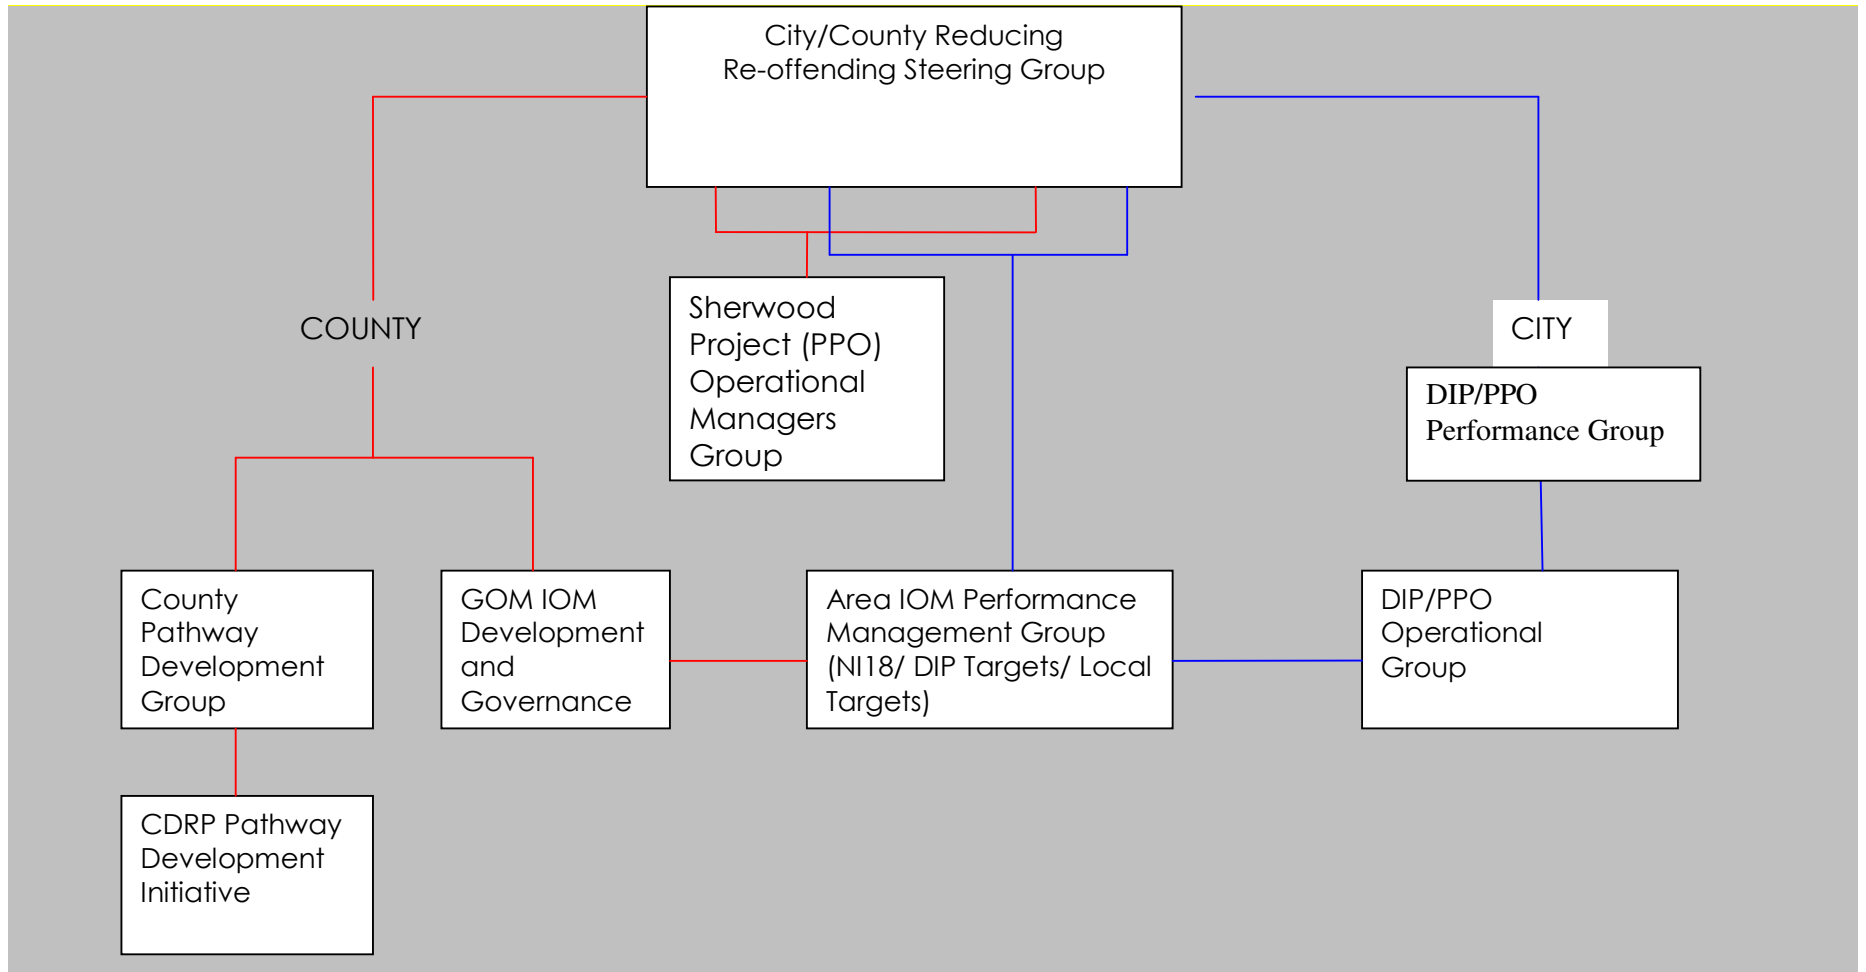 City/County Reducing
Re-offending Steering Group
COUNTY
Sherwood
Project (PPO)
Operational
Managers
Group
CITY
DIP/PPO
Performance Group
County
Pathway
Development
Group
GOM IOM
Development
and
Governance
Area IOM Performance
Management Group
(NI18/ DIP Targets/ Local
Targets)
DIP/PPO
Operational
Group
CDRP Pathway
Development
Initiative